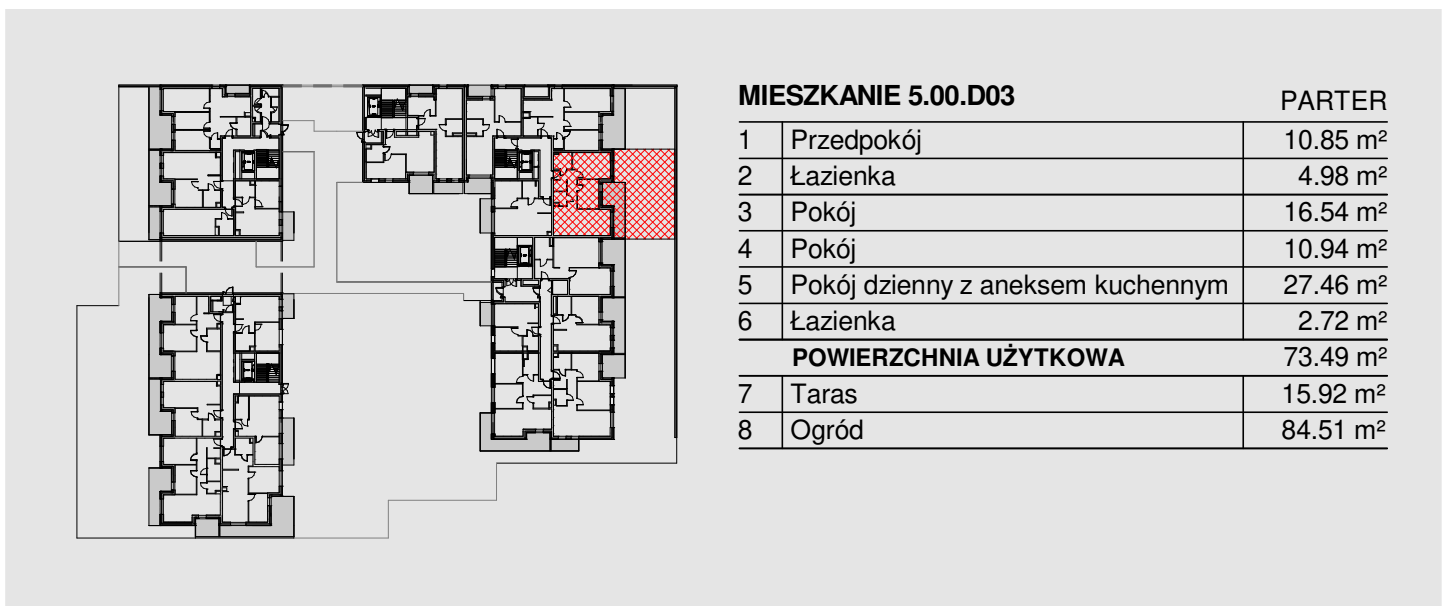 MIESZKANIE 5.00.D03 PARTER
1 Przedpokój 10.85 m²
2 Łazienka 4.98 m²
3 Pokój 16.54 m²
4 Pokój 10.94 m²
5 Pokój dzienny z aneksem kuchennym 27.46 m²
6 Łazienka 2.72 m²
POWIERZCHNIA UŻYTKOWA 73.49 m²
7 Taras 15.92 m²
8 Ogród 84.51 m²